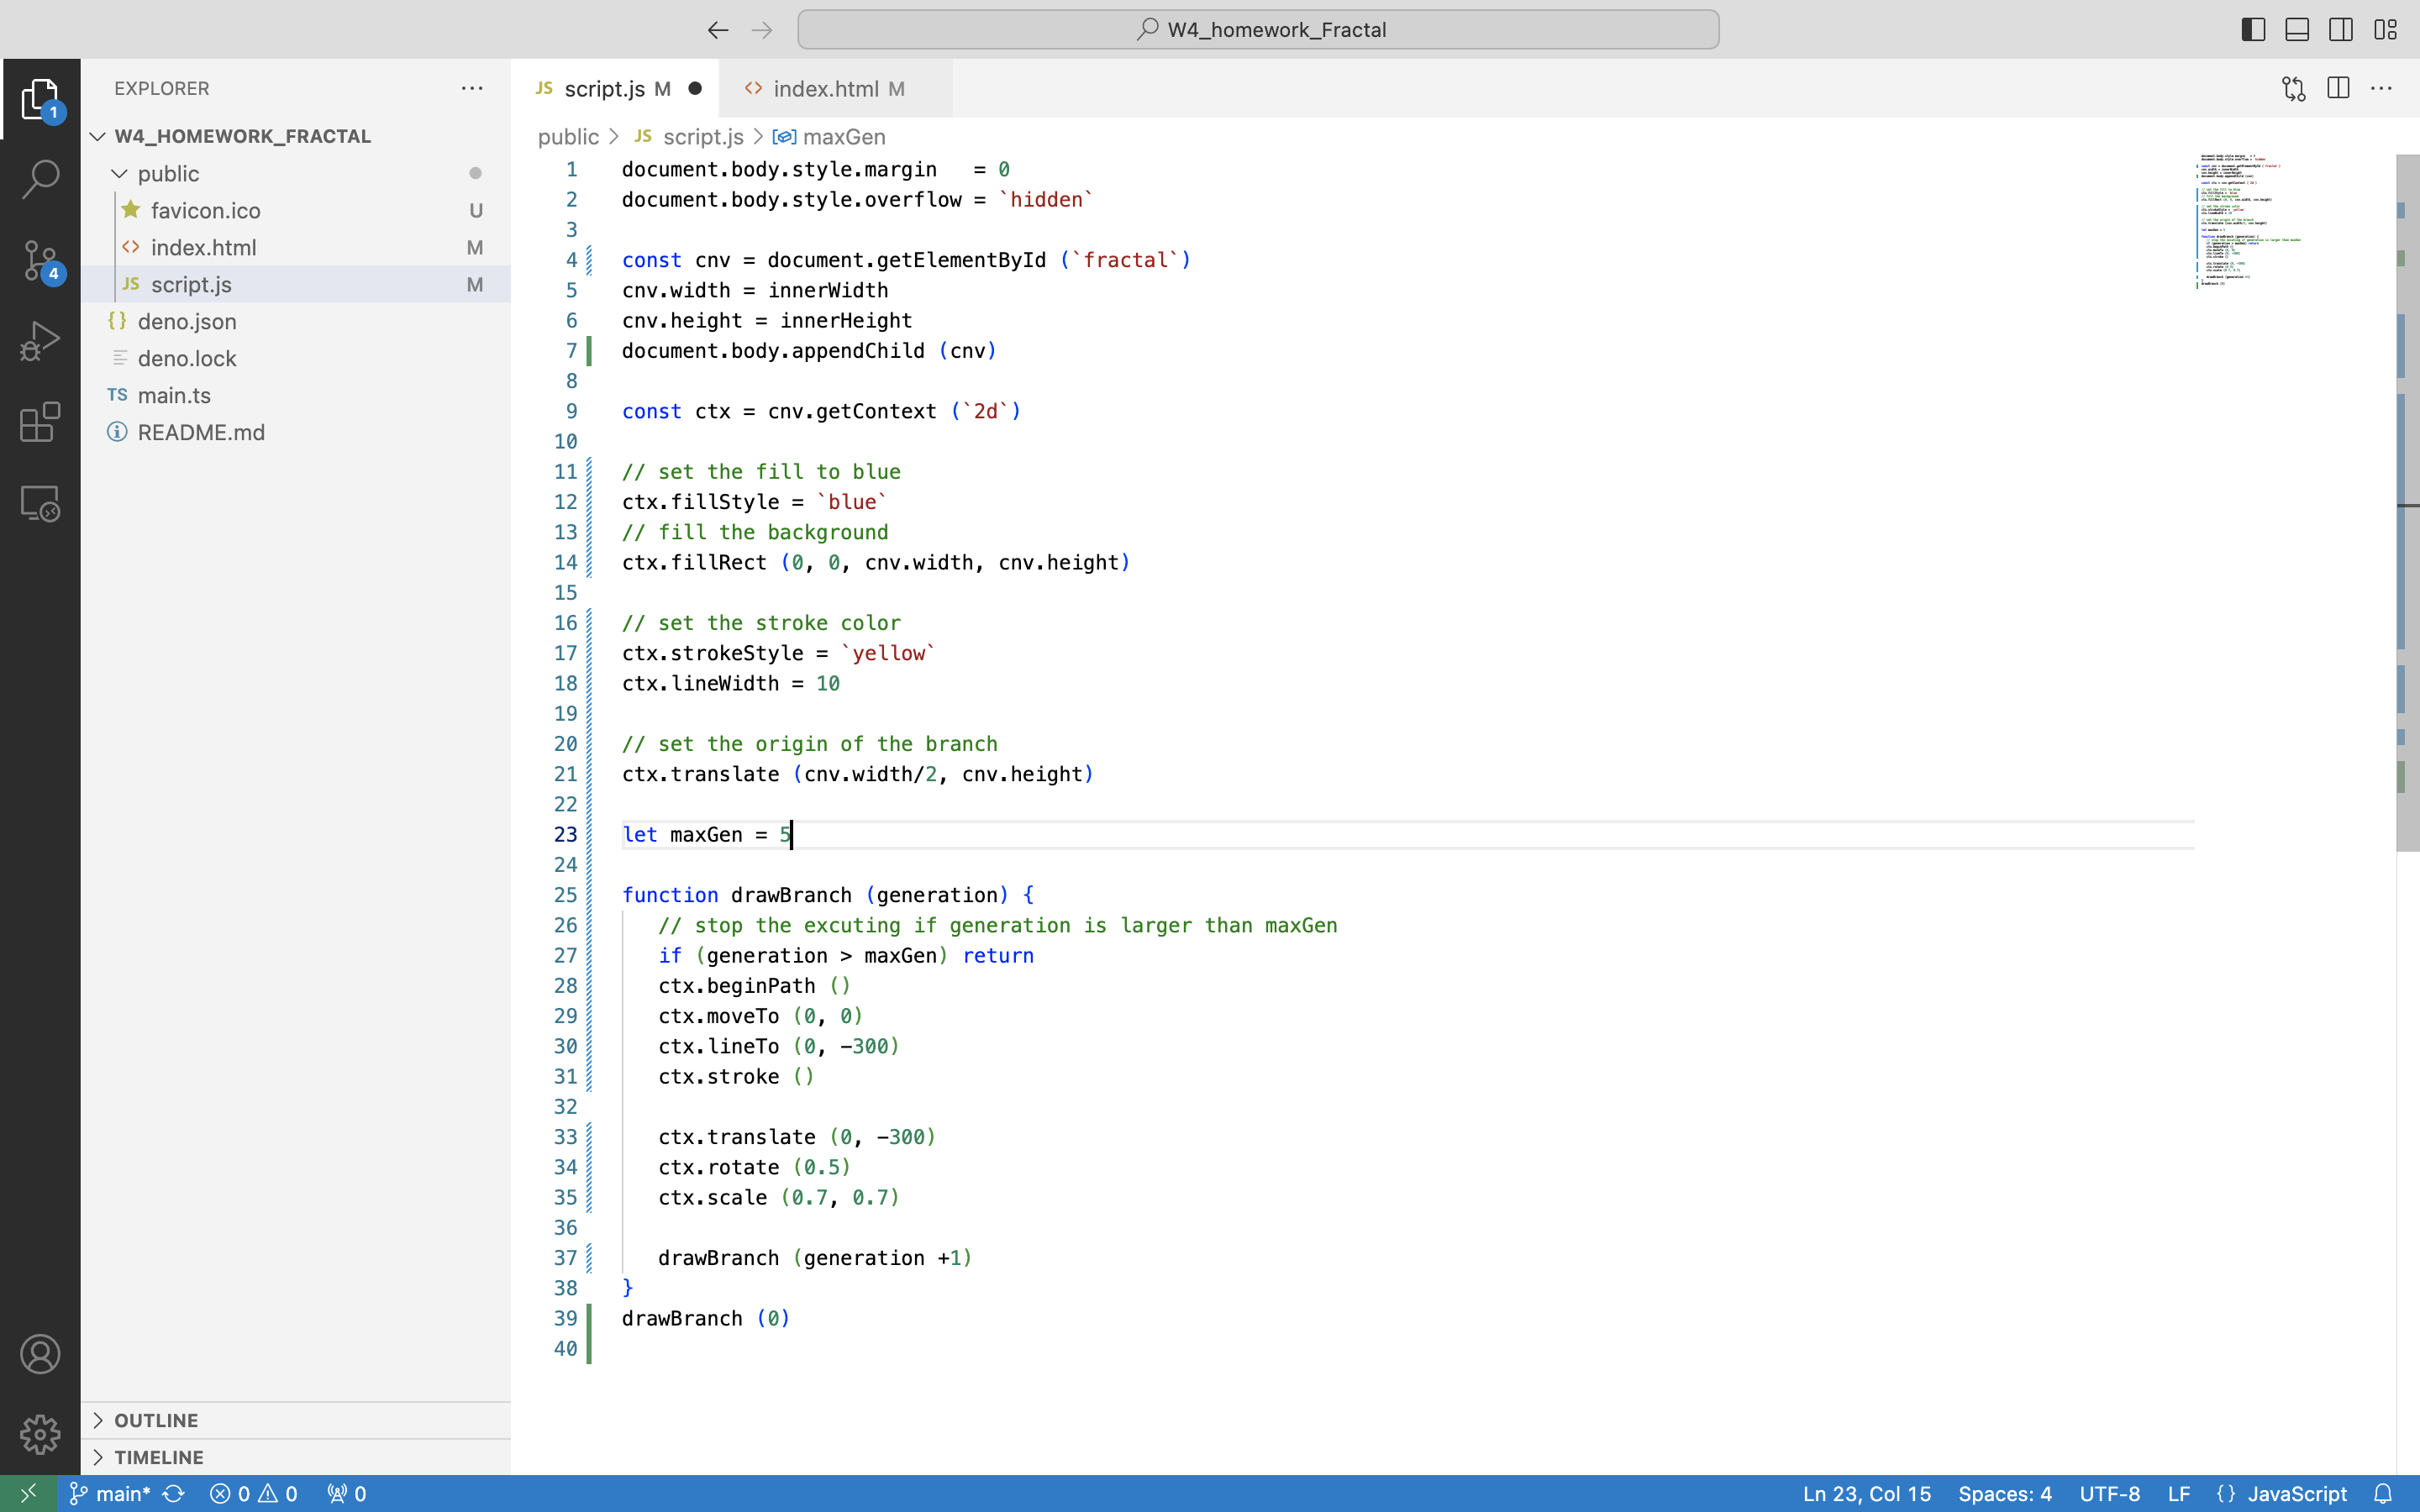 W4_homework_Fractal
EXPLORER
W4_HOMEWORK_FRACTAL
public
favicon.ico U
index.html M
JS script.js M
{} deno.json
deno.lock
TS main.ts
README.md
OUTLINE
TIMELINE
1
4
JS script.js M
<> index.html M
public > JS script.js > maxGen
1 document.body.style.margin   = 0
2 document.body.style.overflow = `hidden`
3
4 const cnv = document.getElementById (`fractal`)
5 cnv.width = innerWidth
6 cnv.height = innerHeight
7 document.body.appendChild (cnv)
8
9 const ctx = cnv.getContext (`2d`)
10
11 // set the fill to blue
12 ctx.fillStyle = `blue`
13 // fill the background
14 ctx.fillRect (0, 0, cnv.width, cnv.height)
15
16 // set the stroke color
17 ctx.strokeStyle = `yellow`
18 ctx.lineWidth = 10
19
20 // set the origin of the branch
21 ctx.translate (cnv.width/2, cnv.height)
22
23 let maxGen = 5
24
25 function drawBranch (generation) {
26    // stop the excuting if generation is larger than maxGen
27    if (generation > maxGen) return
28    ctx.beginPath ()
29    ctx.moveTo (0, 0)
30    ctx.lineTo (0, -300)
31    ctx.stroke ()
32
33    ctx.translate (0, -300)
34    ctx.rotate (0.5)
35    ctx.scale (0.7, 0.7)
36
37    drawBranch (generation +1)
38 }
39 drawBranch (0)
40
main* 0 0 0
Ln 23, Col 15 Spaces: 4 UTF-8 LF {} JavaScript